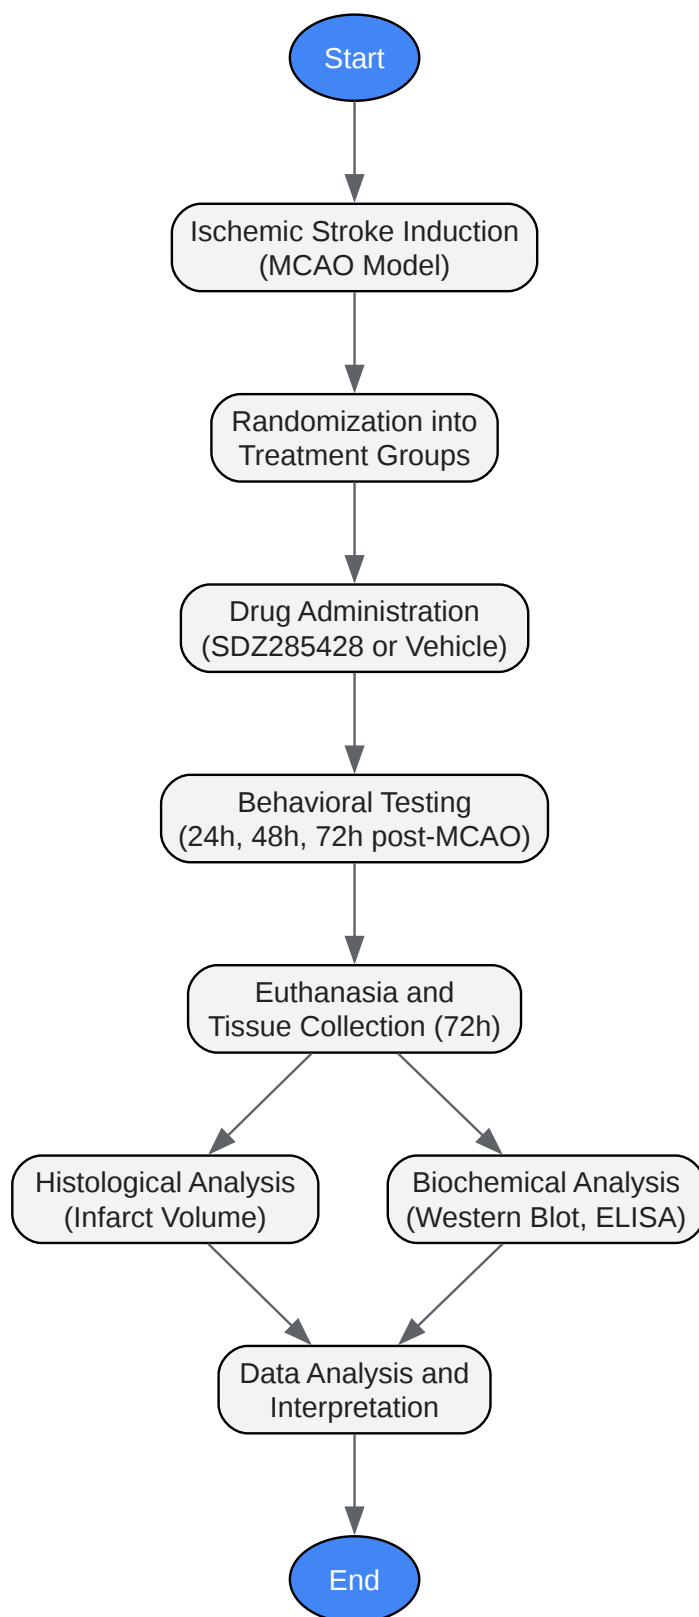 Start
Ischemic Stroke Induction
(MCAO Model)
Randomization into
Treatment Groups
Drug Administration
(SDZ285428 or Vehicle)
Behavioral Testing
(24h, 48h, 72h post-MCAO)
Euthanasia and
Tissue Collection (72h)
Histological Analysis
(Infarct Volume)
Biochemical Analysis
(Western Blot, ELISA)
Data Analysis and
Interpretation
End